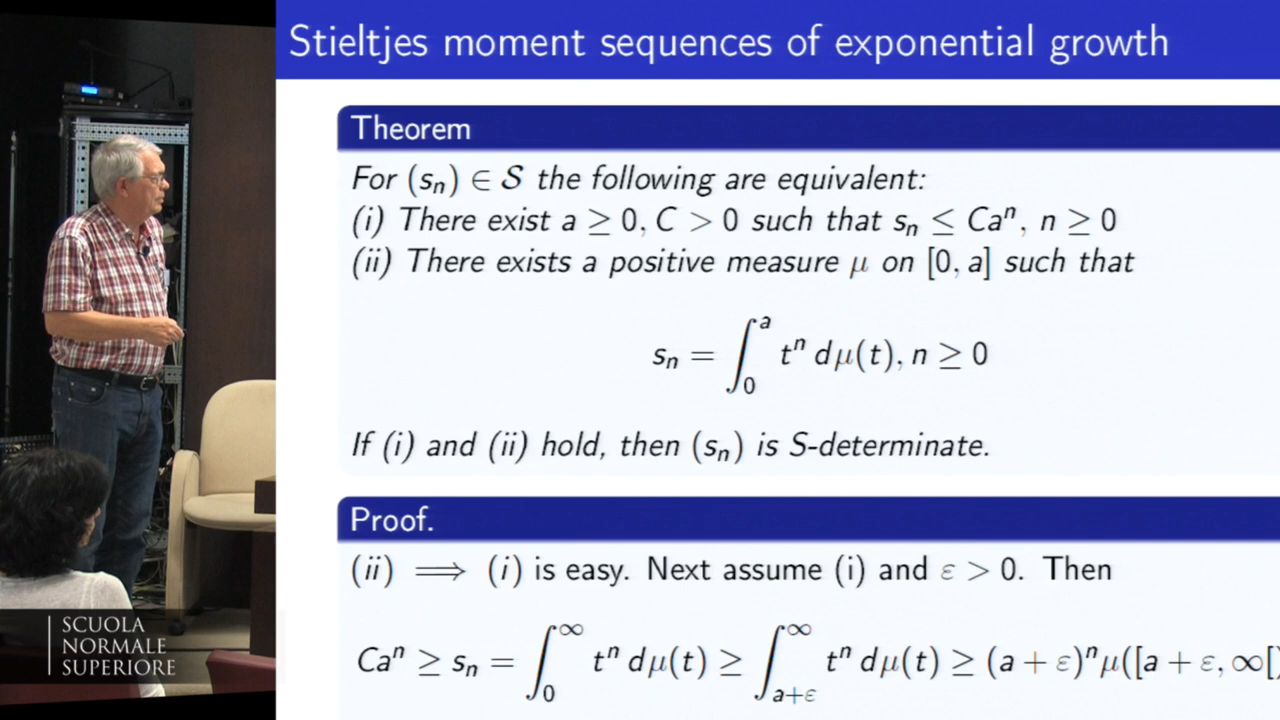 Stieltjes moment sequences of exponential growth
Theorem
For (sₙ) ∈ 𝒮 the following are equivalent:
(i) There exist a ≥ 0, C > 0 such that sₙ ≤ Caⁿ, n ≥ 0
(ii) There exists a positive measure μ on [0, a] such that
sₙ = ∫₀ᵃ tⁿ dμ(t), n ≥ 0
If (i) and (ii) hold, then (sₙ) is S-determinate.
Proof.
(ii) ⟹ (i) is easy. Next assume (i) and ε > 0. Then
Caⁿ ≥ sₙ = ∫₀^∞ tⁿ dμ(t) ≥ ∫_{a+ε}^∞ tⁿ dμ(t) ≥ (a + ε)ⁿμ([a + ε, ∞[)
SCUOLA
NORMALE
SUPERIORE